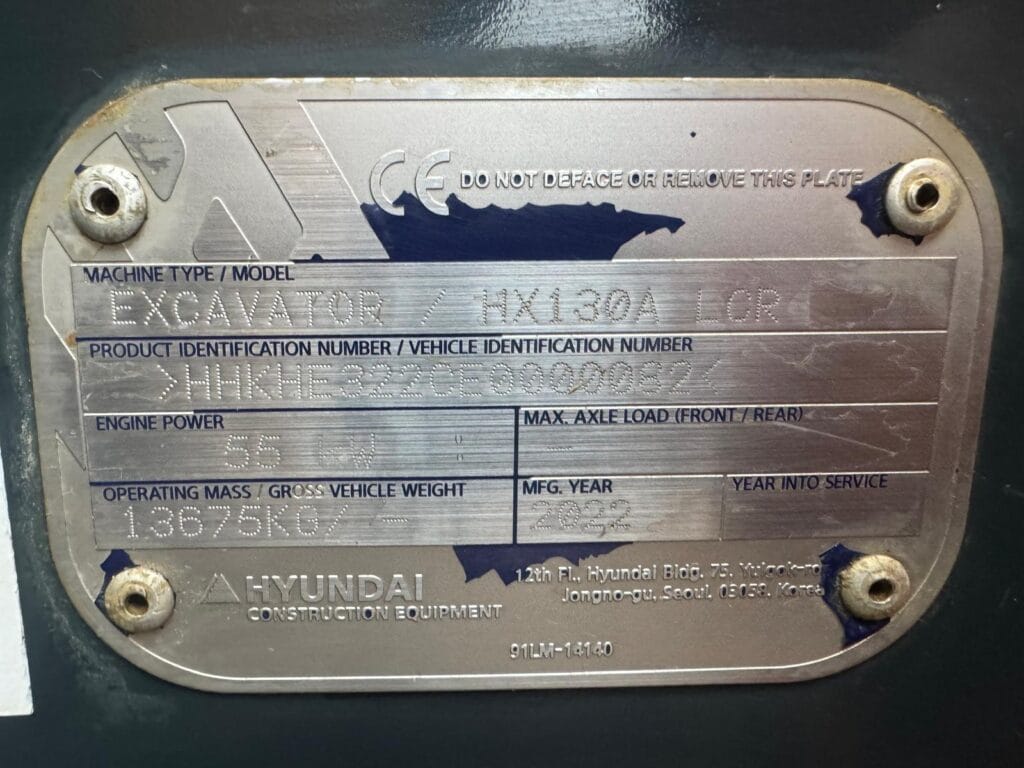 CE DO NOT DEFACE OR REMOVE THIS PLATE
MACHINE TYPE / MODEL
EXCAVATOR / HX130A LCR
PRODUCT IDENTIFICATION NUMBER / VEHICLE IDENTIFICATION NUMBER
>HHKHE322CE0000082<
ENGINE POWER
MAX. AXLE LOAD (FRONT / REAR)
55 kW :
—
OPERATING MASS / GROSS VEHICLE WEIGHT
MFG. YEAR
YEAR INTO SERVICE
13675KG/ —
2022
HYUNDAI
CONSTRUCTION EQUIPMENT
12th Fl., Hyundai Bldg. 75, Yulgok-ro
Jongno-gu, Seoul, 03058, Korea
91LM-14140